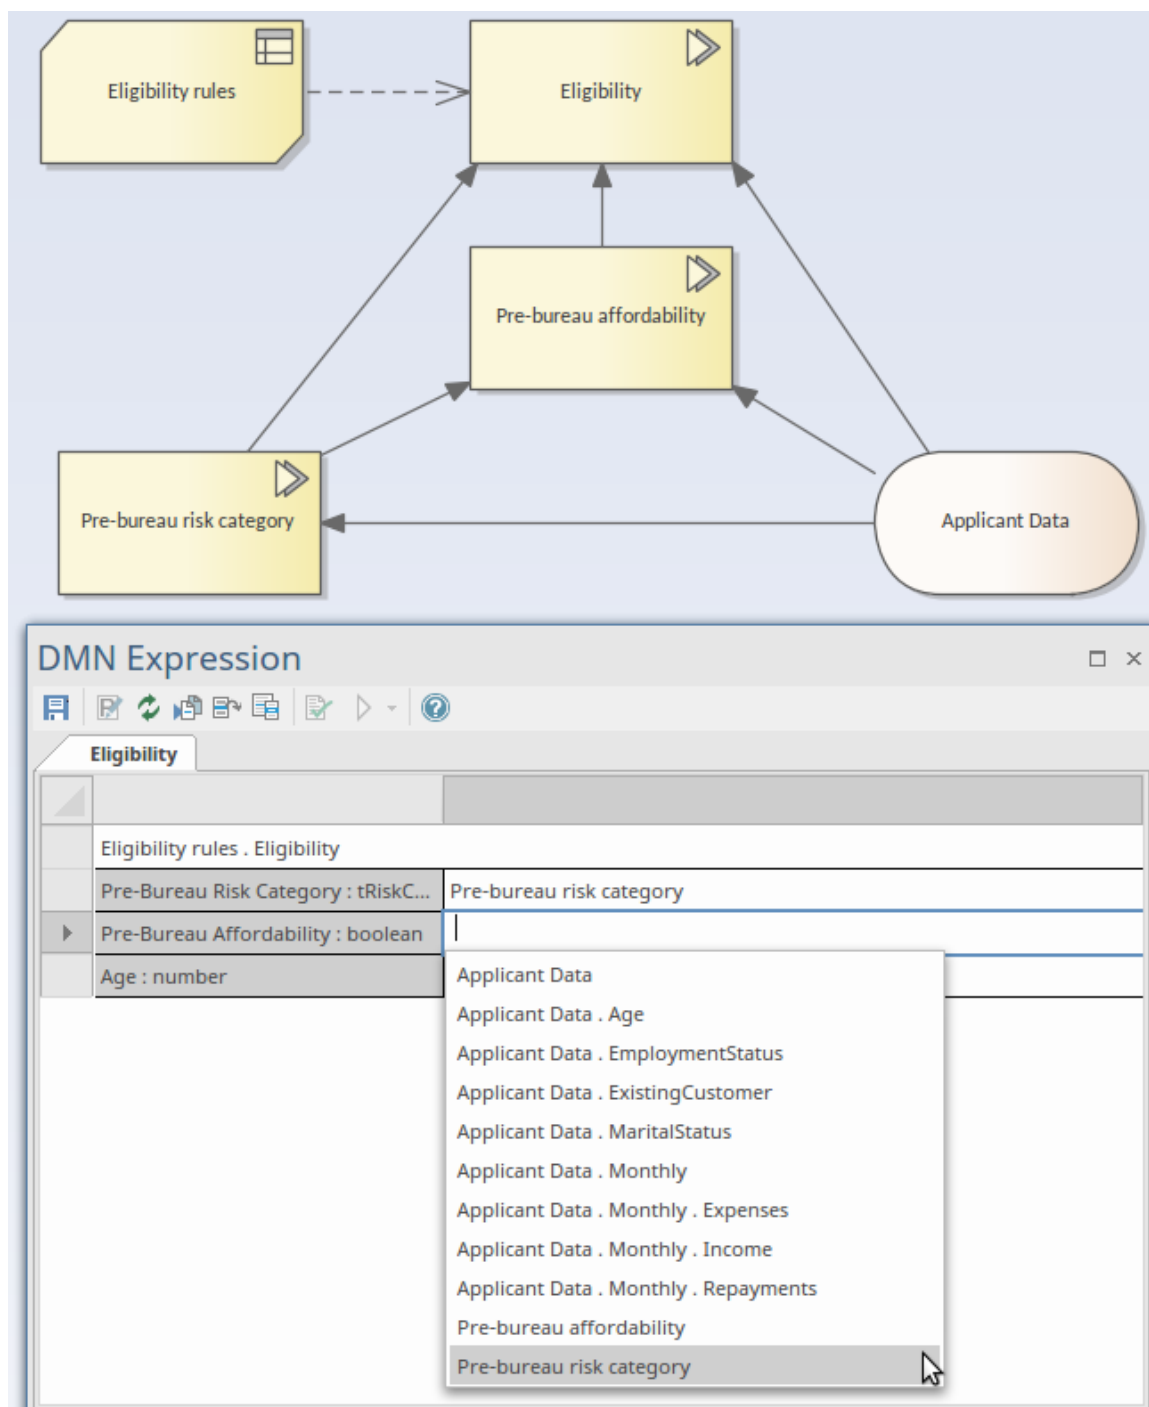 Eligibility rules
Eligibility
Pre-bureau affordability
Pre-bureau risk category
Applicant Data
DMN Expression
Eligibility
Eligibility rules . Eligibility
Pre-Bureau Risk Category : tRiskC... Pre-bureau risk category
Pre-Bureau Affordability : boolean
Age : number
Applicant Data
Applicant Data . Age
Applicant Data . EmploymentStatus
Applicant Data . ExistingCustomer
Applicant Data . MaritalStatus
Applicant Data . Monthly
Applicant Data . Monthly . Expenses
Applicant Data . Monthly . Income
Applicant Data . Monthly . Repayments
Pre-bureau affordability
Pre-bureau risk category